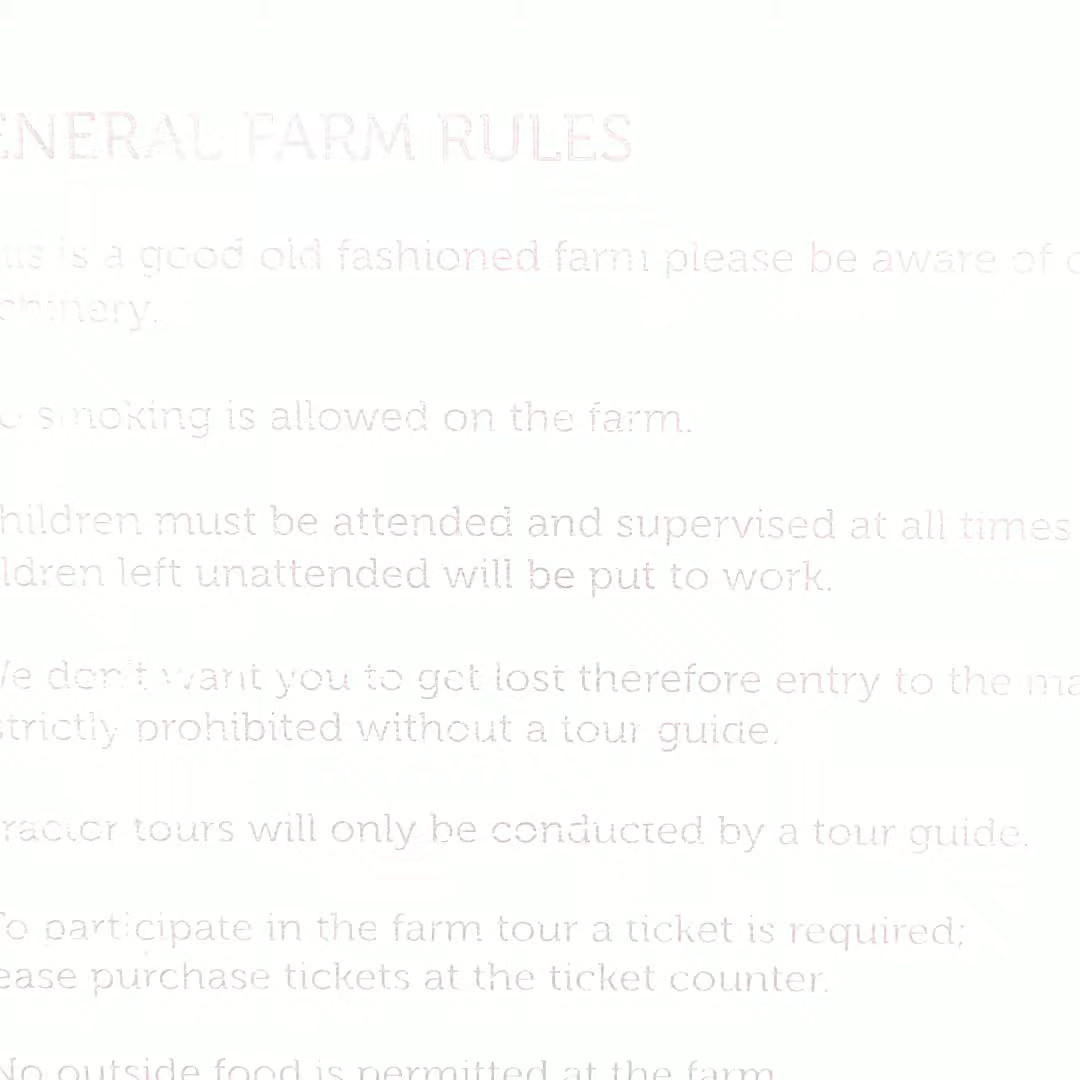 ENERAL FARM RULES
is a good old fashioned farm please be aware of
chinery.
smoking is allowed on the farm.
hildren must be attended and supervised at all times
ldren left unattended will be put to work.
We don't want you to get lost therefore entry to the ma
strictly prohibited without a tour guide.
ractor tours will only be conducted by a tour guide.
To participate in the farm tour a ticket is required;
ease purchase tickets at the ticket counter.
No outside food is permitted at the farm